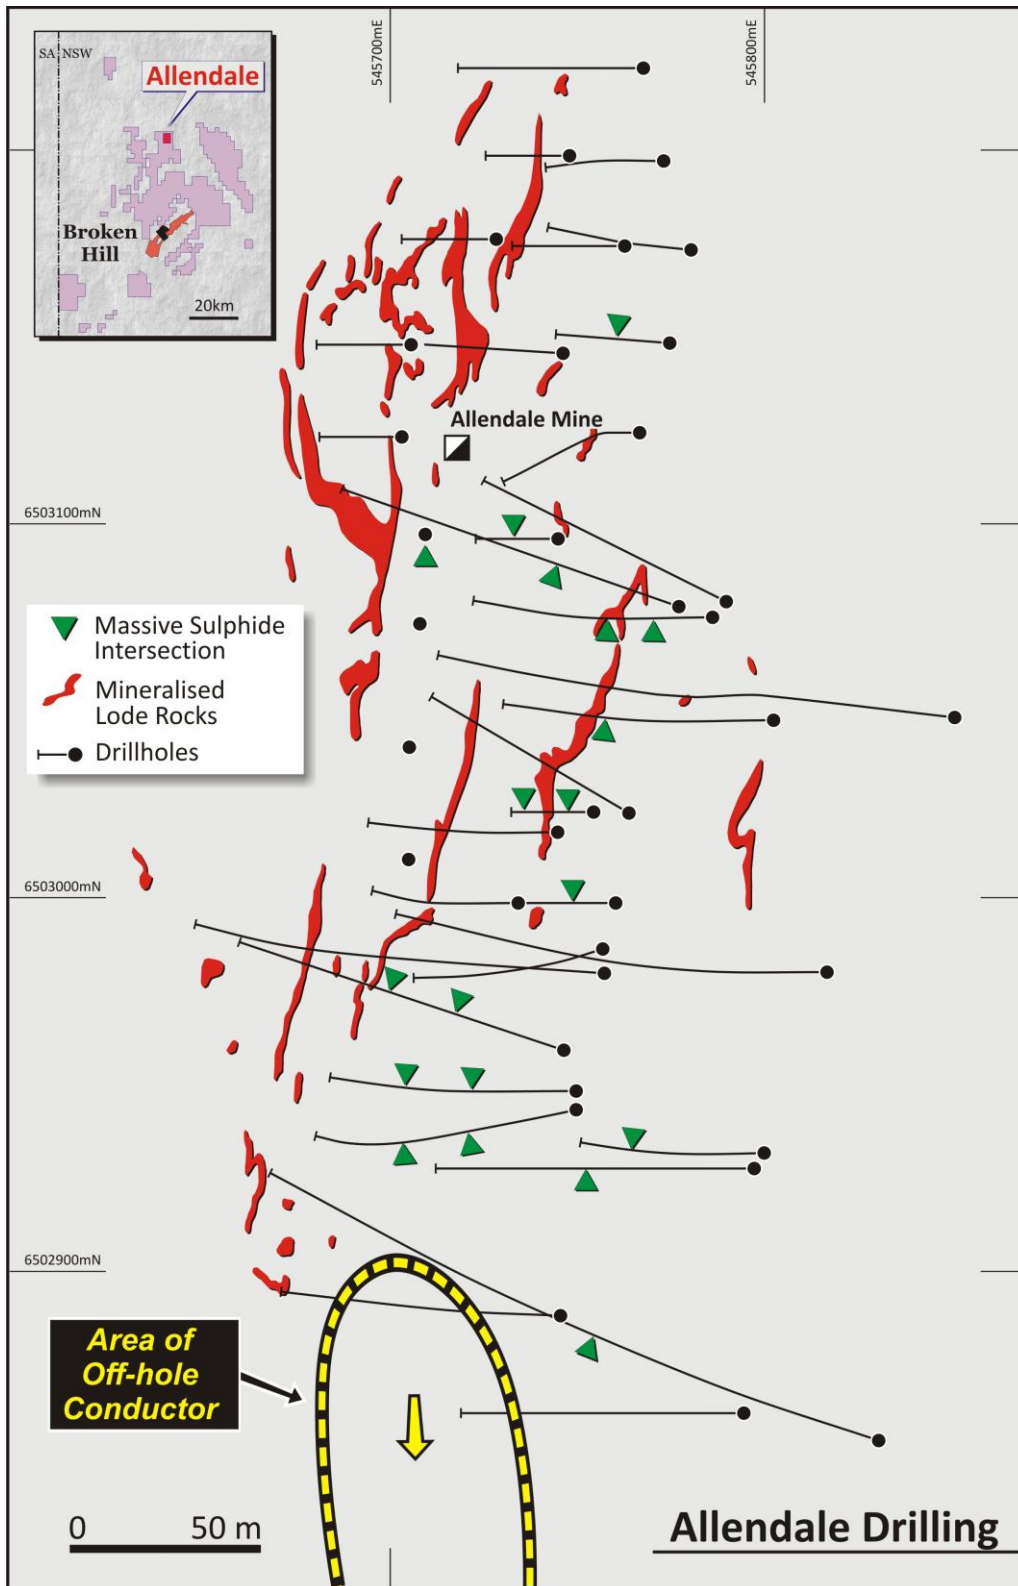 545700mE
545800mE
SA NSW
Allendale
Broken
Hill
20km
Allendale Mine
6503100mN
Massive Sulphide
Intersection
Mineralised
Lode Rocks
Drillholes
6503000mN
6502900mN
Area of
Off-hole
Conductor
0 50 m
Allendale Drilling